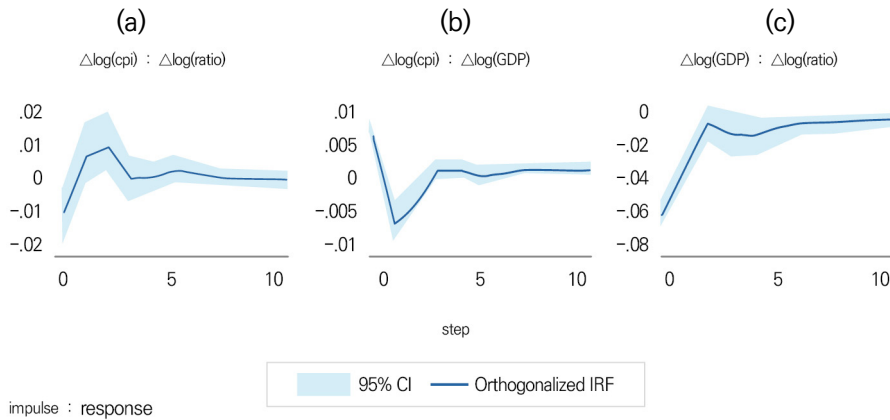 (a) (b) (c)
△log(cpi) : △log(ratio) △log(cpi) : △log(GDP) △log(GDP) : △log(ratio)
.02 .01 0
.01 .005 -.02
0 0 -.04
-.01 -.005 -.06
-.02 -.01 -.08
0 5 10 0 5 10 0 5 10
step
95% CI Orthogonalized IRF
impulse : response